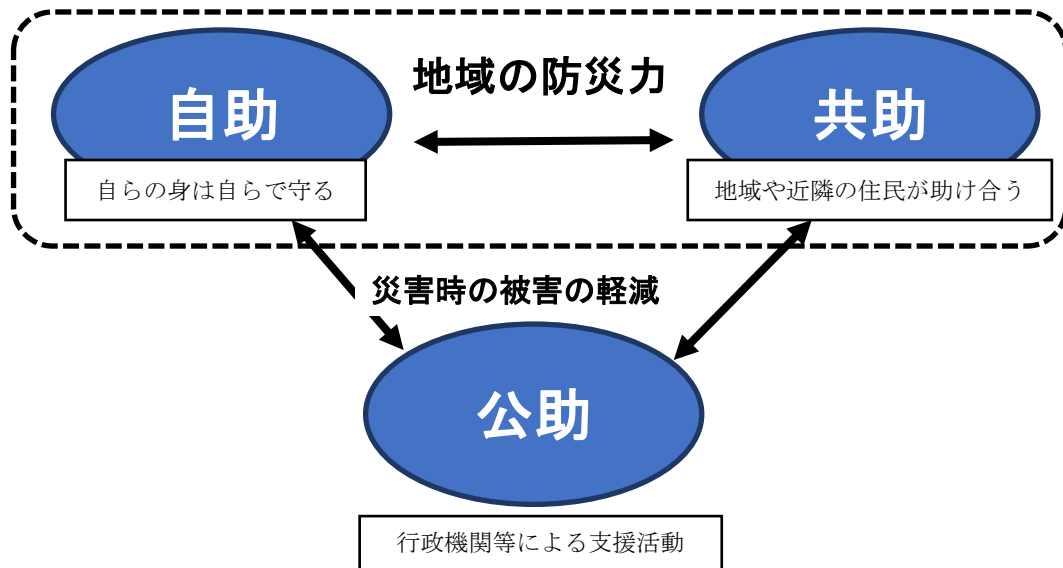 地域の防災力
自助
共助
自らの身は自らで守る
地域や近隣の住民が助け合う
災害時の被害の軽減
公助
行政機関等による支援活動